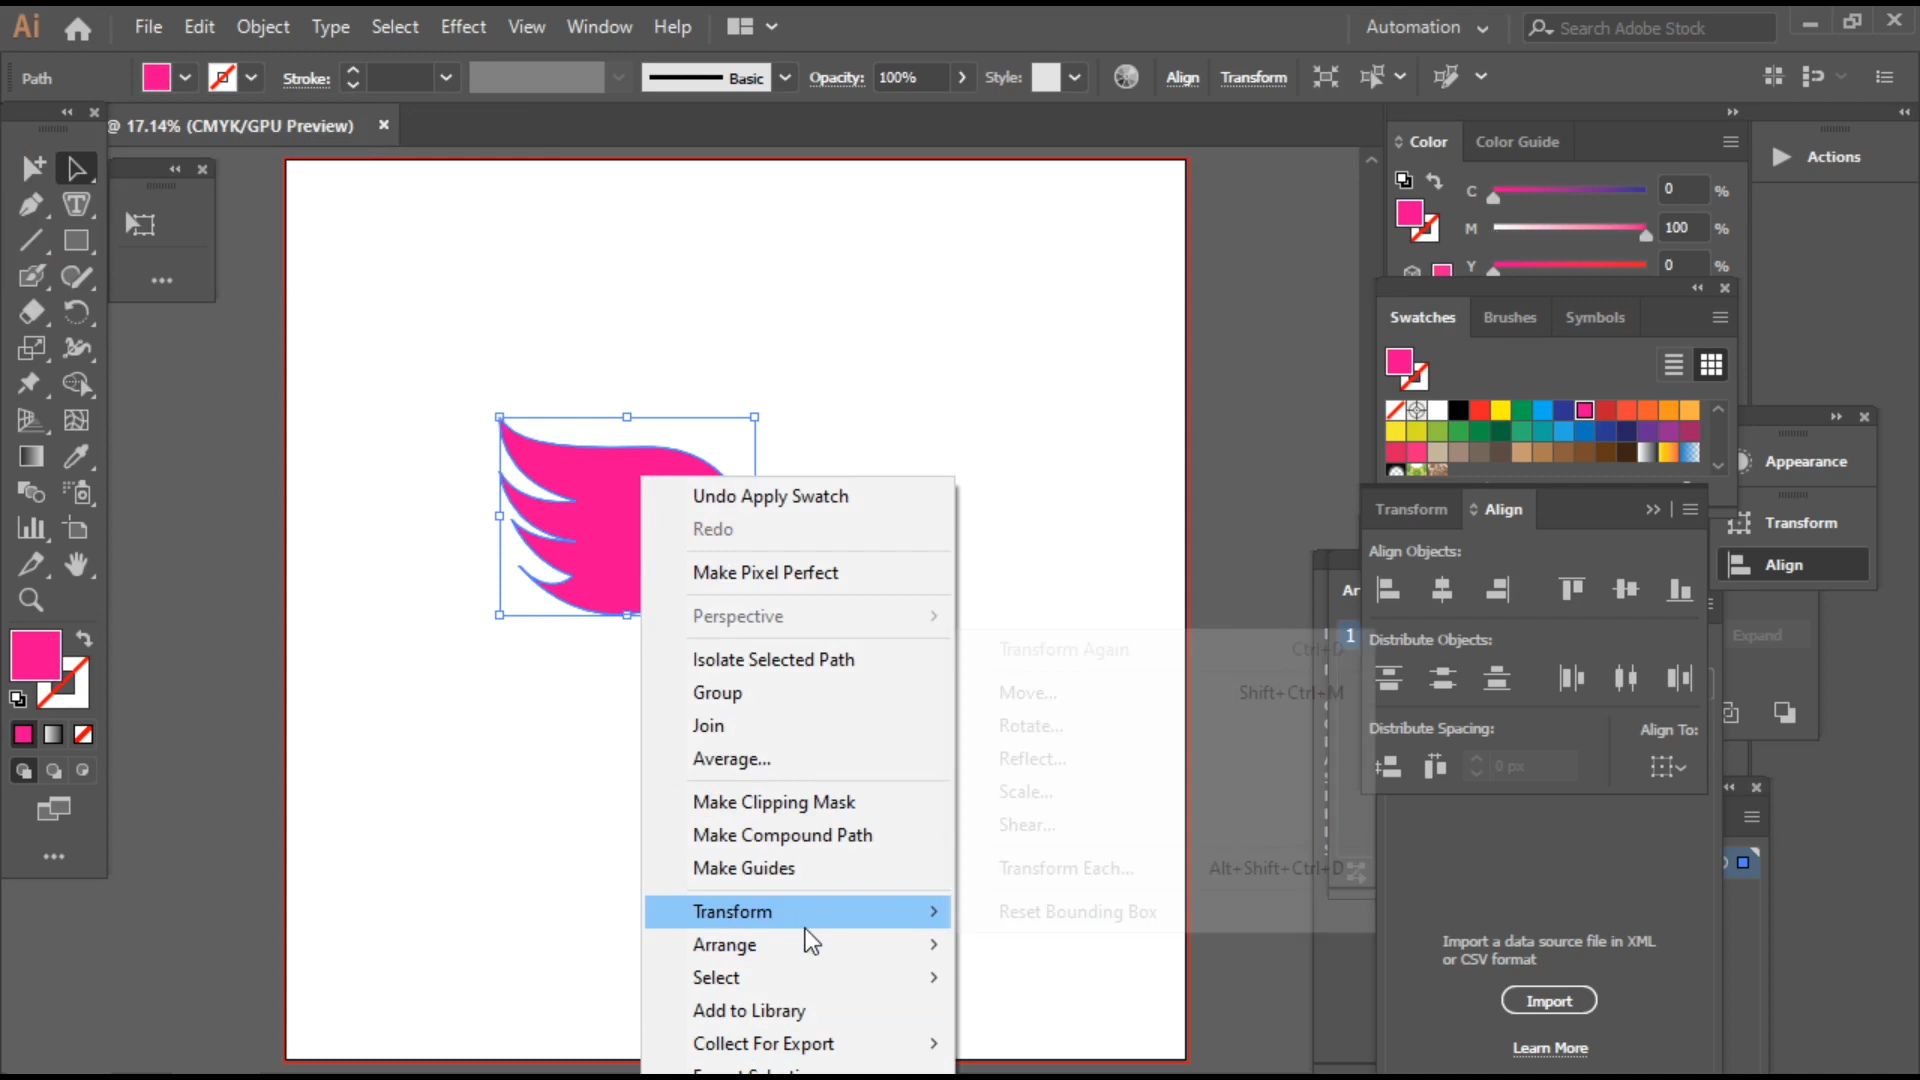 Ai
File Edit Object Type Select Effect View Window Help
Automation
Search Adobe Stock
Path
Stroke:
Basic
Opacity: 100%
Style:
Align
Transform
@ 17.14% (CMYK/GPU Preview)
Color
Color Guide
C 0 %
M 100 %
Y 0 %
Actions
Swatches
Brushes
Symbols
Appearance
Transform
Align
Transform
Align
Align Objects:
Distribute Objects:
Distribute Spacing:
Align To:
0 px
Ar
1
Expand
Undo Apply Swatch
Redo
Make Pixel Perfect
Perspective
Isolate Selected Path
Group
Join
Average...
Make Clipping Mask
Make Compound Path
Make Guides
Transform
Arrange
Select
Add to Library
Collect For Export
Transform Again Ctrl+D
Move... Shift+Ctrl+M
Rotate...
Reflect...
Scale...
Shear...
Transform Each... Alt+Shift+Ctrl+D
Reset Bounding Box
Import a data source file in XML
or CSV format
Import
Learn More